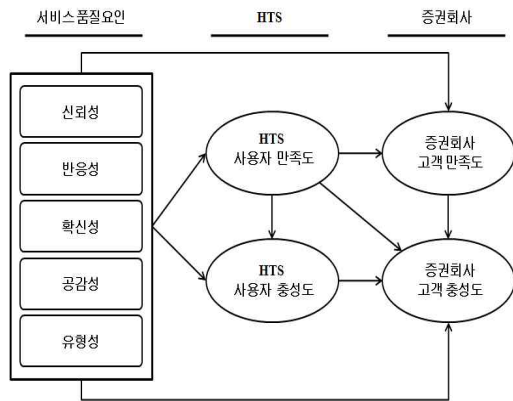 서비스품질요인
HTS
증권회사
신뢰성
반응성
확신성
공감성
유형성
HTS
사용자 만족도
HTS
사용자 충성도
증권회사
고객 만족도
증권회사
고객 충성도